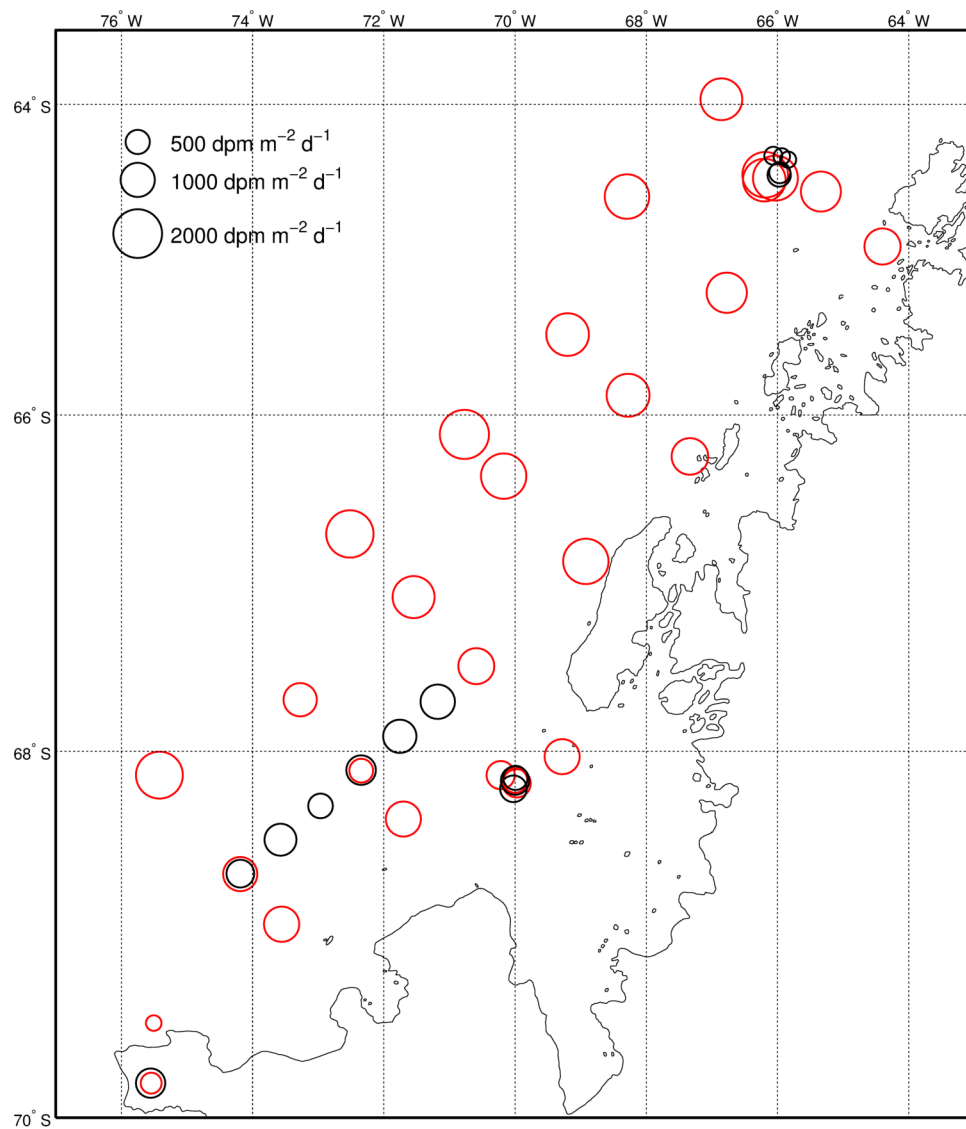 76° W 74° W 72° W 70° W 68° W 66° W 64° W
64° S
500 dpm m⁻² d⁻¹
1000 dpm m⁻² d⁻¹
2000 dpm m⁻² d⁻¹
66° S
68° S
70° S